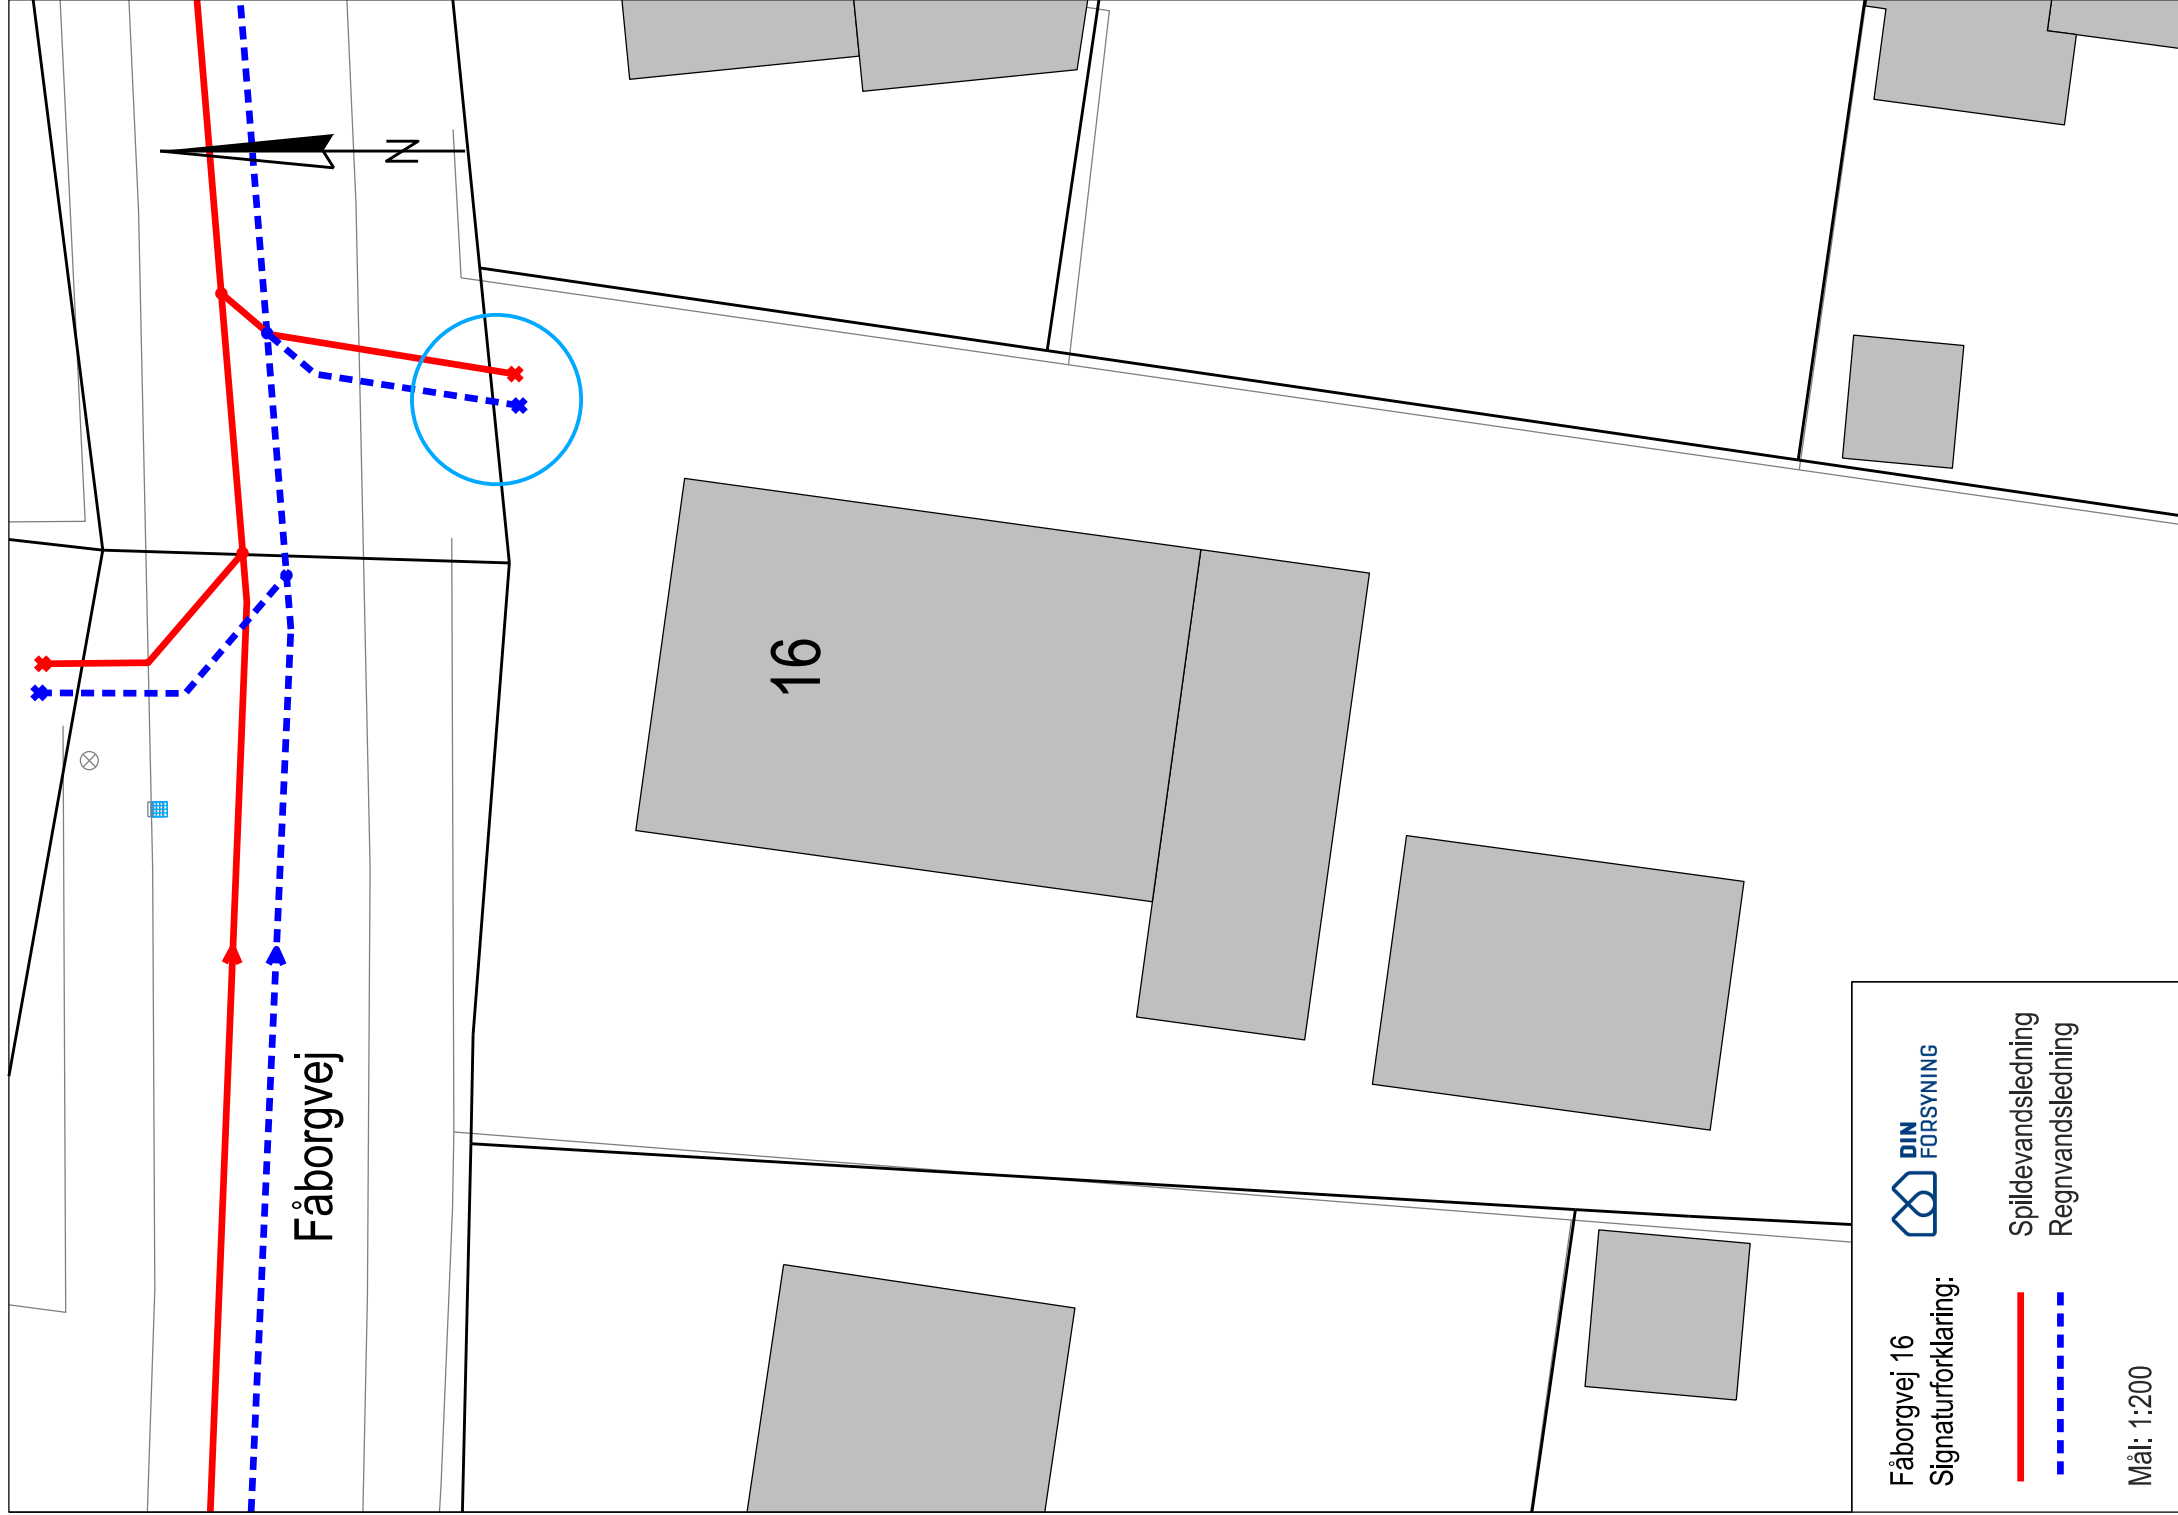 N
16
Fåborgvej
DIN
FORSYNING
Fåborgvej 16
Signaturforklaring:
Spildevandsledning
Regnvandsledning
Mål: 1:200